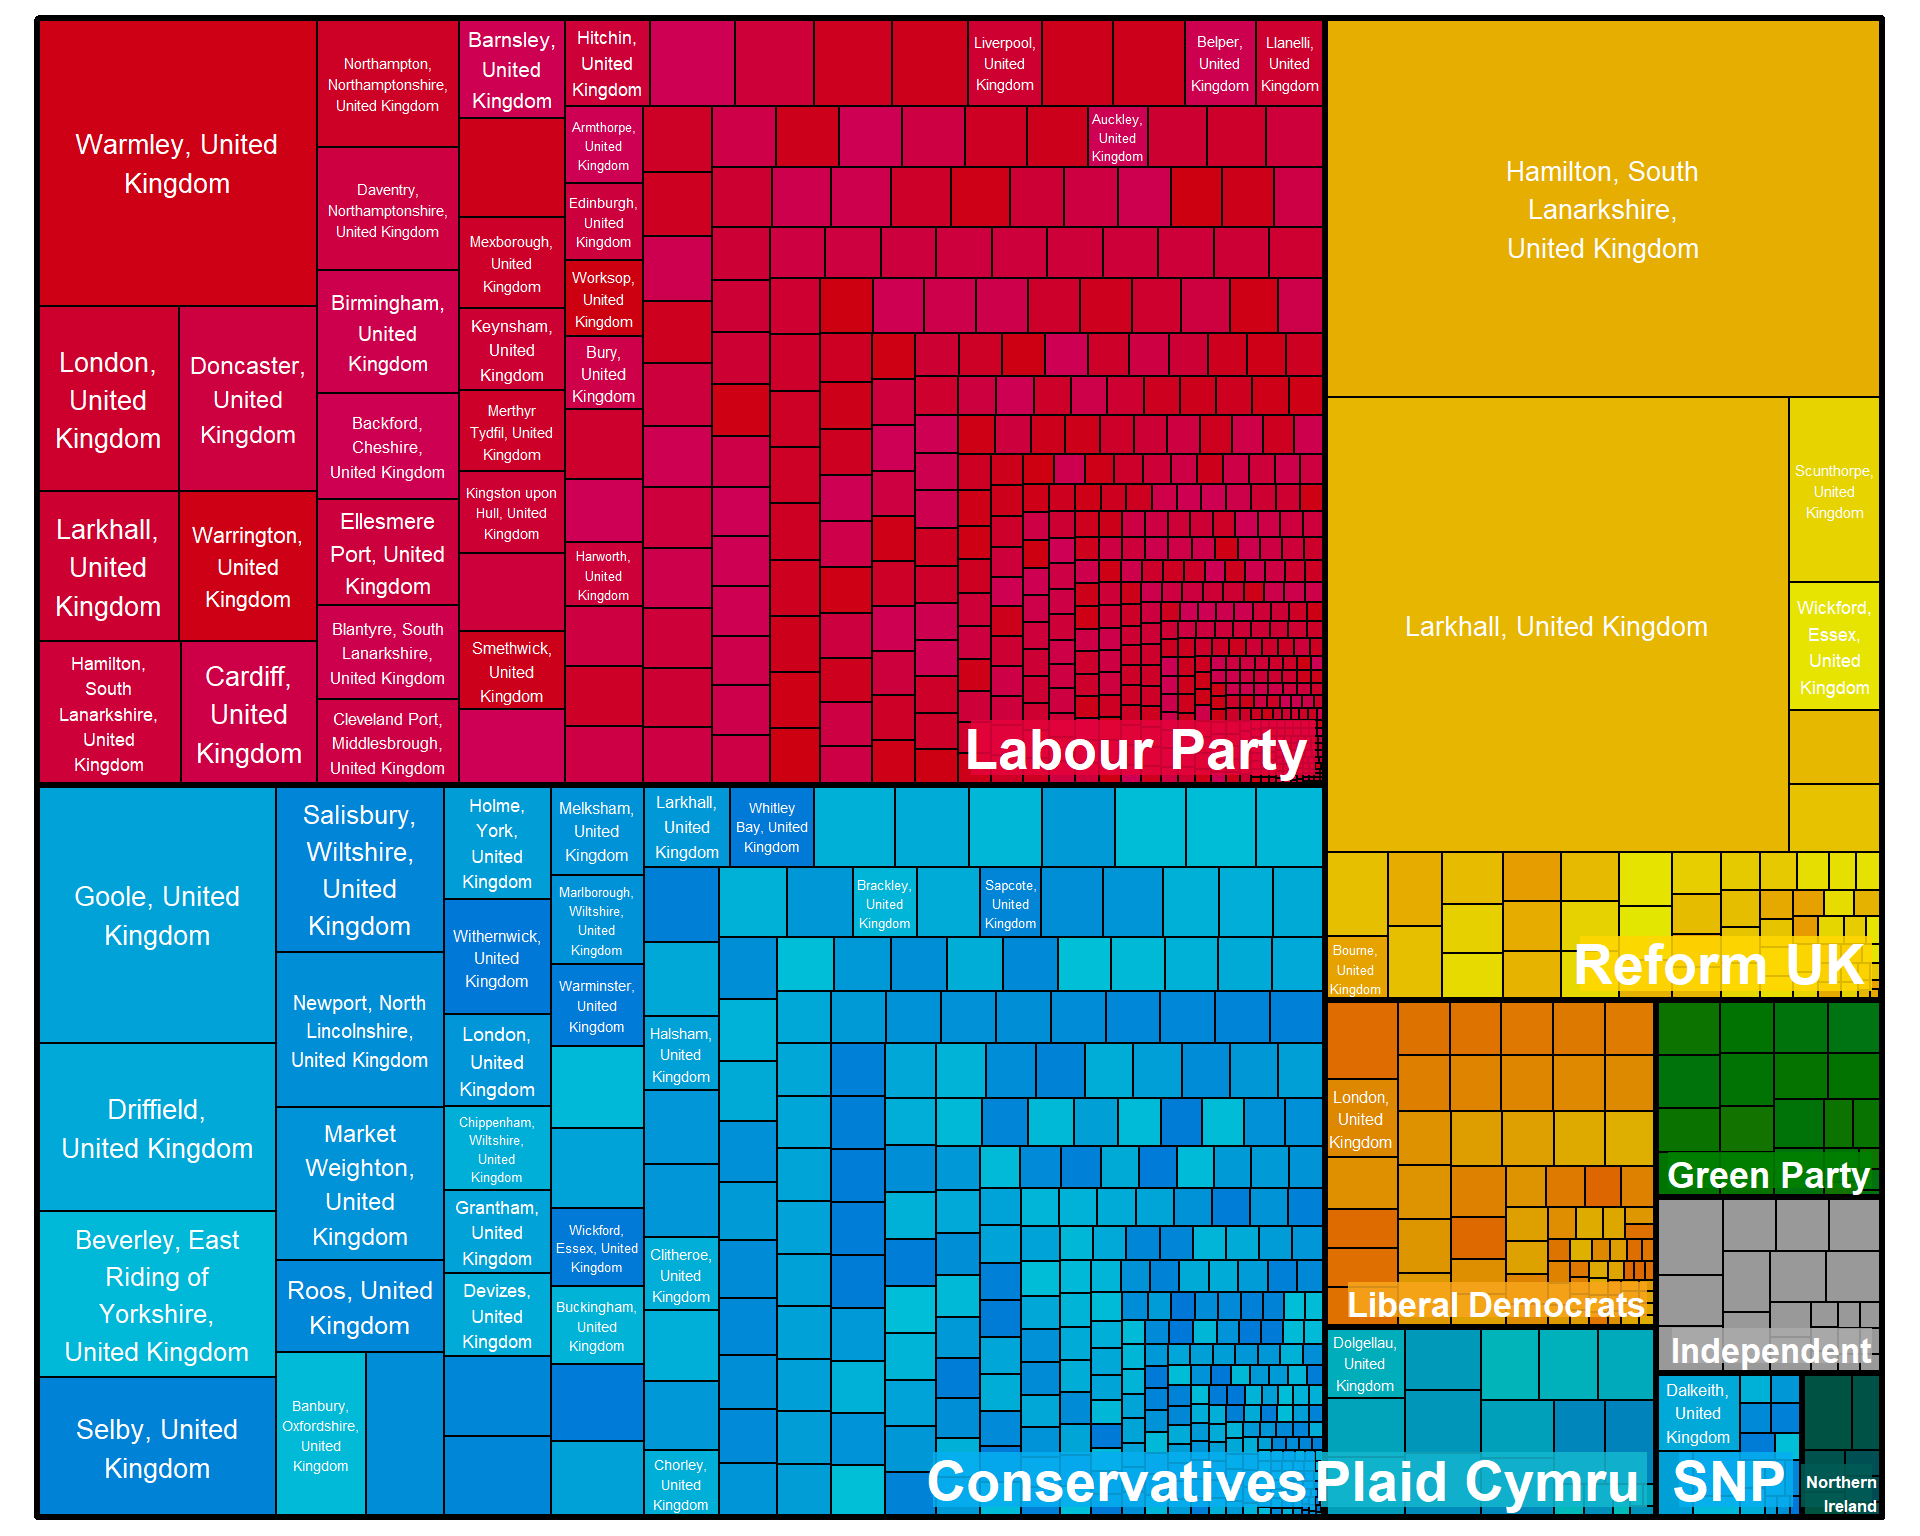 Warmley, United
Kingdom
London,
United
Kingdom
Doncaster,
United
Kingdom
Larkhall,
United
Kingdom
Warrington,
United
Kingdom
Hamilton,
South
Lanarkshire,
United
Kingdom
Cardiff,
United
Kingdom
Northampton,
Northamptonshire,
United Kingdom
Daventry,
Northamptonshire,
United Kingdom
Birmingham,
United
Kingdom
Backford,
Cheshire,
United Kingdom
Ellesmere
Port, United
Kingdom
Blantyre, South
Lanarkshire,
United Kingdom
Cleveland Port,
Middlesbrough,
United Kingdom
Barnsley,
United
Kingdom
Mexborough,
United
Kingdom
Keynsham,
United
Kingdom
Merthyr
Tydfil, United
Kingdom
Kingston upon
Hull, United
Kingdom
Smethwick,
United
Kingdom
Hitchin,
United
Kingdom
Armthorpe,
United
Kingdom
Edinburgh,
United
Kingdom
Worksop,
United
Kingdom
Bury,
United
Kingdom
Harworth,
United
Kingdom
Liverpool,
United
Kingdom
Belper,
United
Kingdom
Llanelli,
United
Kingdom
Auckley,
United
Kingdom
Labour Party
Goole, United
Kingdom
Driffield,
United Kingdom
Beverley, East
Riding of
Yorkshire,
United Kingdom
Selby, United
Kingdom
Salisbury,
Wiltshire,
United
Kingdom
Newport, North
Lincolnshire,
United Kingdom
Market
Weighton,
United
Kingdom
Roos, United
Kingdom
Banbury,
Oxfordshire,
United
Kingdom
Holme,
York,
United
Kingdom
Withernwick,
United
Kingdom
London,
United
Kingdom
Chippenham,
Wiltshire,
United
Kingdom
Grantham,
United
Kingdom
Devizes,
United
Kingdom
Melksham,
United
Kingdom
Marlborough,
Wiltshire,
United
Kingdom
Warminster,
United
Kingdom
Wickford,
Essex, United
Kingdom
Buckingham,
United
Kingdom
Larkhall,
United
Kingdom
Whitley
Bay, United
Kingdom
Halsham,
United
Kingdom
Clitheroe,
United
Kingdom
Chorley,
United
Kingdom
Brackley,
United
Kingdom
Sapcote,
United
Kingdom
Conservatives
Hamilton, South
Lanarkshire,
United Kingdom
Larkhall, United Kingdom
Scunthorpe,
United
Kingdom
Wickford,
Essex,
United
Kingdom
Bourne,
United
Kingdom
Reform UK
London,
United
Kingdom
Liberal Democrats
Green Party
Independent
Dolgellau,
United
Kingdom
Plaid Cymru
Dalkeith,
United
Kingdom
SNP
Northern
Ireland